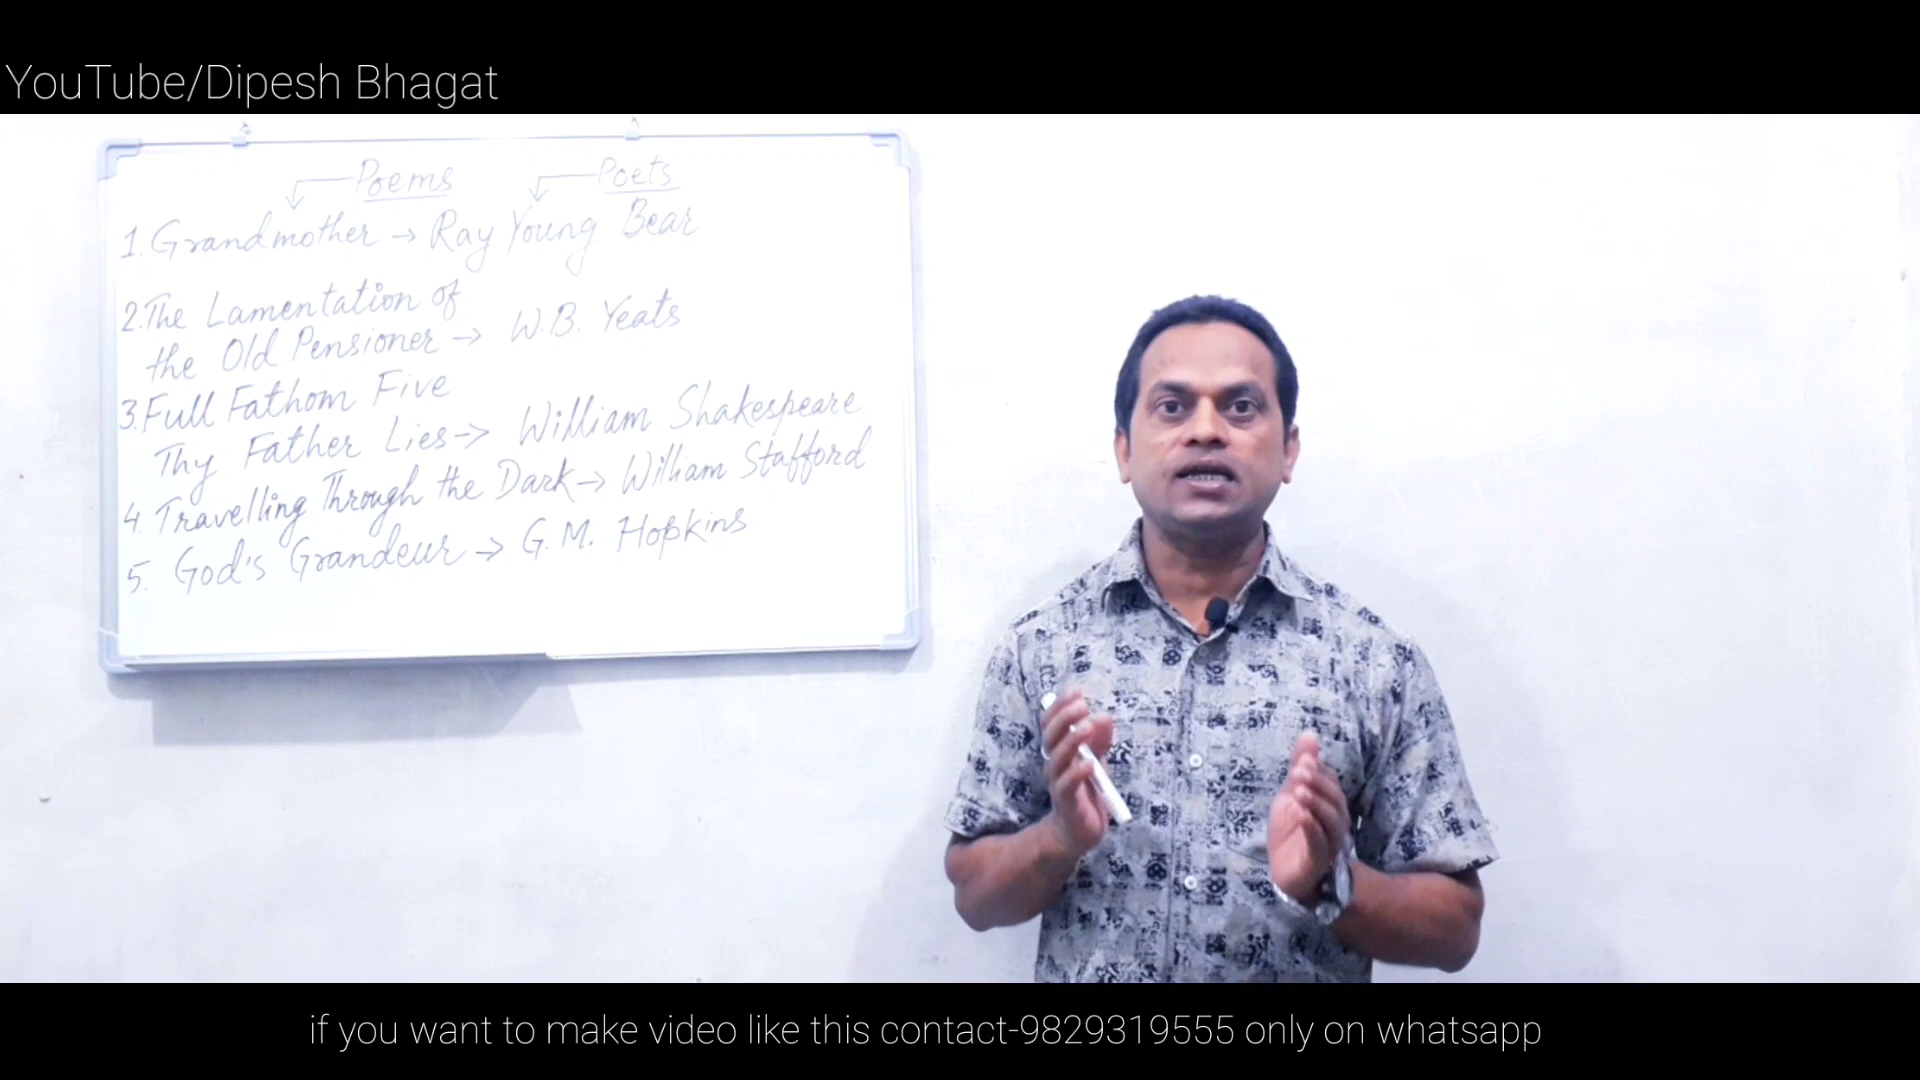 YouTube/Dipesh Bhagat
Poems Poets
1. Grandmother → Ray Young Bear
2. The Lamentation of
the Old Pensioner → W.B. Yeats
3. Full Fathom Five
Thy Father Lies → William Shakespeare
4. Travelling Through the Dark → William Stafford
5. God's Grandeur → G.M. Hopkins
if you want to make video like this contact-9829319555 only on whatsapp